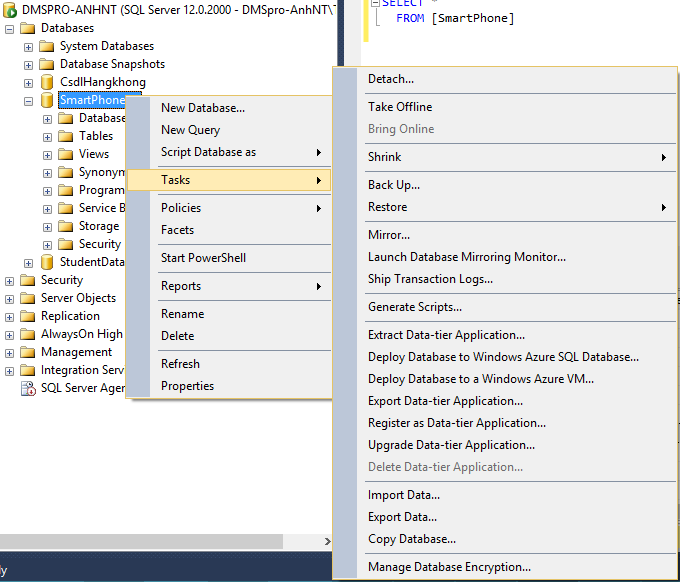 DMSPRO-ANHNT (SQL Server 12.0.2000 - DMSpro-AnhNT\
Databases
System Databases
Database Snapshots
CsdlHangkhong
SmartPhone
Database
Tables
Views
Synonym
Program
Service B
Storage
Security
StudentData
Security
Server Objects
Replication
AlwaysOn High
Management
Integration Serv
SQL Server Agen
New Database...
New Query
Script Database as
Tasks
Policies
Facets
Start PowerShell
Reports
Rename
Delete
Refresh
Properties
SELECT *
FROM [SmartPhone]
Detach...
Take Offline
Bring Online
Shrink
Back Up...
Restore
Mirror...
Launch Database Mirroring Monitor...
Ship Transaction Logs...
Generate Scripts...
Extract Data-tier Application...
Deploy Database to Windows Azure SQL Database...
Deploy Database to a Windows Azure VM...
Export Data-tier Application...
Register as Data-tier Application...
Upgrade Data-tier Application...
Delete Data-tier Application...
Import Data...
Export Data...
Copy Database...
Manage Database Encryption...